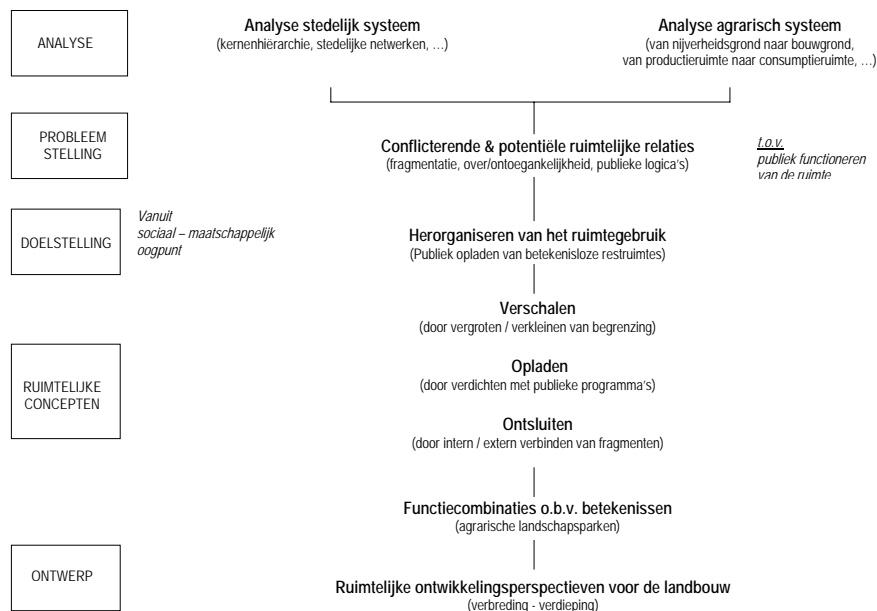 ANALYSE
Analyse stedelijk systeem
(kernenhiërarchie, stedelijke netwerken, …)
Analyse agrarisch systeem
(van nijverheidsgrond naar bouwgrond,
van productieruimte naar consumptieruimte, …)
PROBLEEM
STELLING
Conflicterende & potentiële ruimtelijke relaties
(fragmentatie, over/ontoegankelijkheid, publieke logica's)
t.o.v.
publiek functioneren
van de ruimte
DOELSTELLING
Vanuit
sociaal – maatschappelijk
oogpunt
Herorganiseren van het ruimtegebruik
(Publiek opladen van betekenisloze restruimtes)
Verschalen
(door vergroten / verkleinen van begrenzing)
RUIMTELIJKE
CONCEPTEN
Opladen
(door verdichten met publieke programma's)
Ontsluiten
(door intern / extern verbinden van fragmenten)
Functiecombinaties o.b.v. betekenissen
(agrarische landschapsparken)
ONTWERP
Ruimtelijke ontwikkelingsperspectieven voor de landbouw
(verbreding - verdieping)